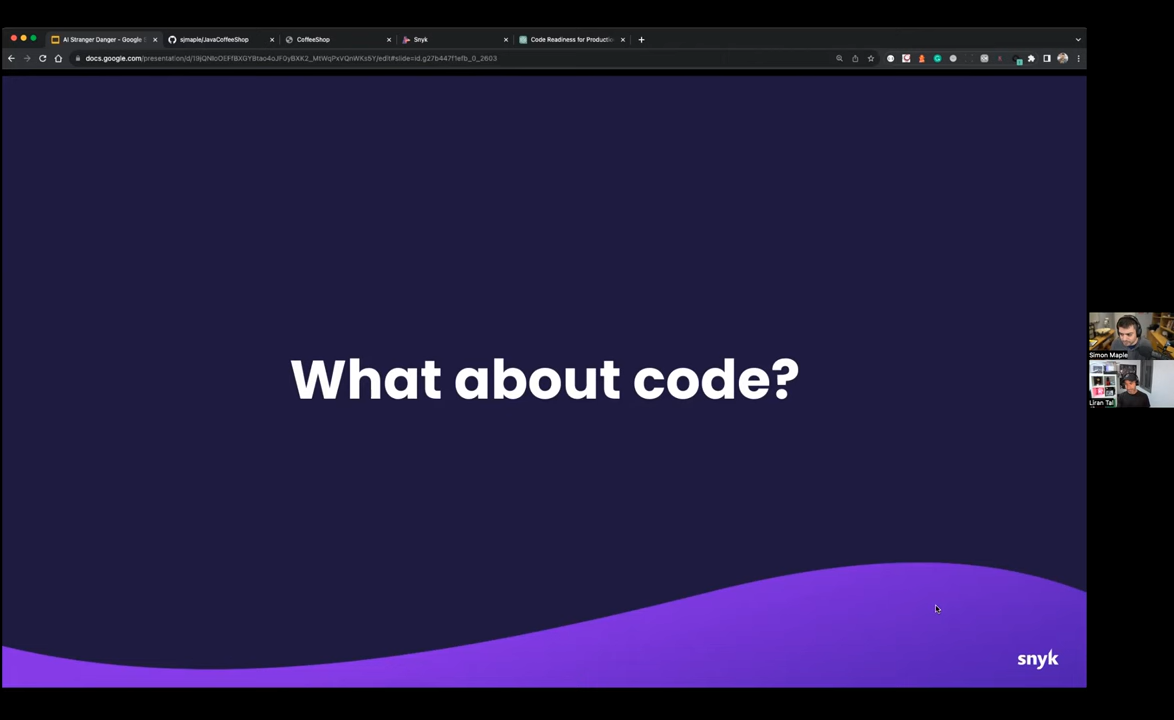 AI Stranger Danger - Google S
sjmaple/JavaCoffeeShop
CoffeeShop
Snyk
Code Readiness for Producti
What about code?
Simon Maple
Liran Tal
snyk